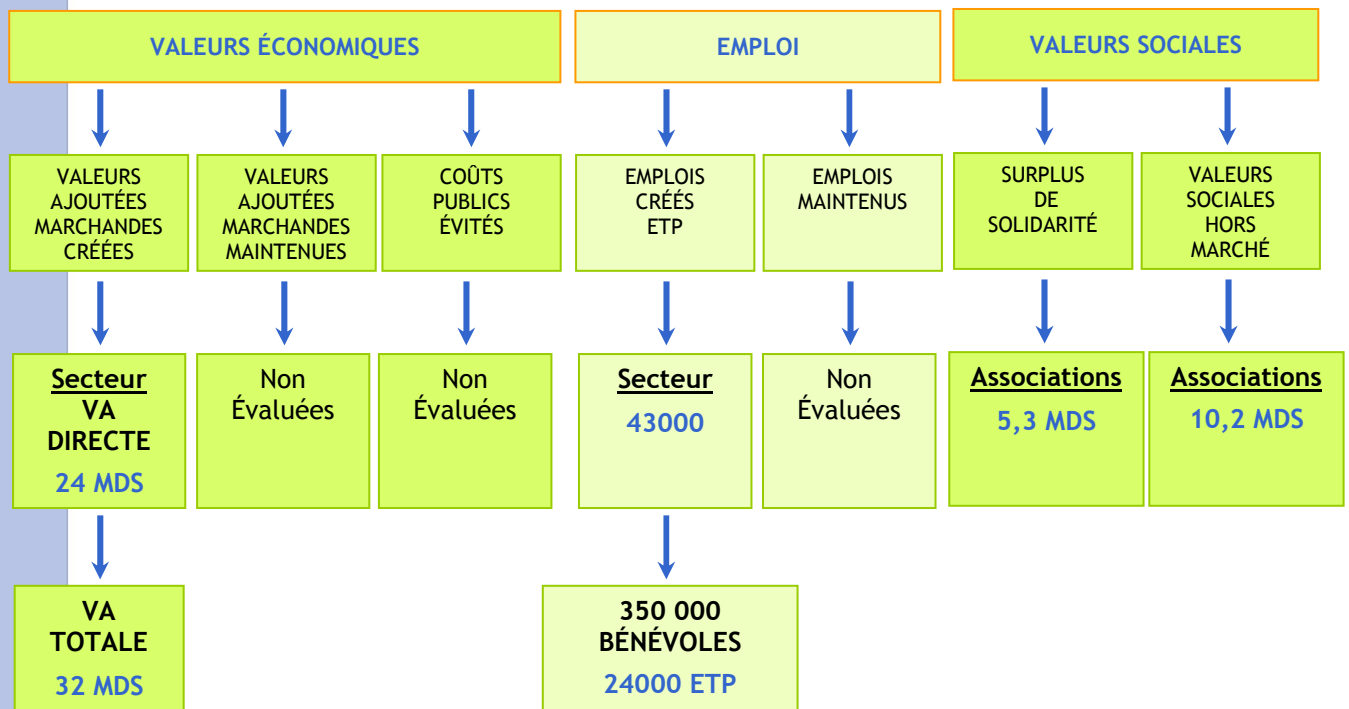 VALEURS ÉCONOMIQUES
EMPLOI
VALEURS SOCIALES
VALEURS
AJOUTÉES
MARCHANDES
CRÉÉES
VALEURS
AJOUTÉES
MARCHANDES
MAINTENUES
COÛTS
PUBLICS
ÉVITÉS
EMPLOIS
CRÉÉS
ETP
EMPLOIS
MAINTENUS
SURPLUS
DE
SOLIDARITÉ
VALEURS
SOCIALES
HORS
MARCHÉ
Secteur
VA
DIRECTE
24 MDS
Non
Évaluées
Non
Évaluées
Secteur
43000
Non
Évaluées
Associations
5,3 MDS
Associations
10,2 MDS
VA
TOTALE
32 MDS
350 000
BÉNÉVOLES
24000 ETP